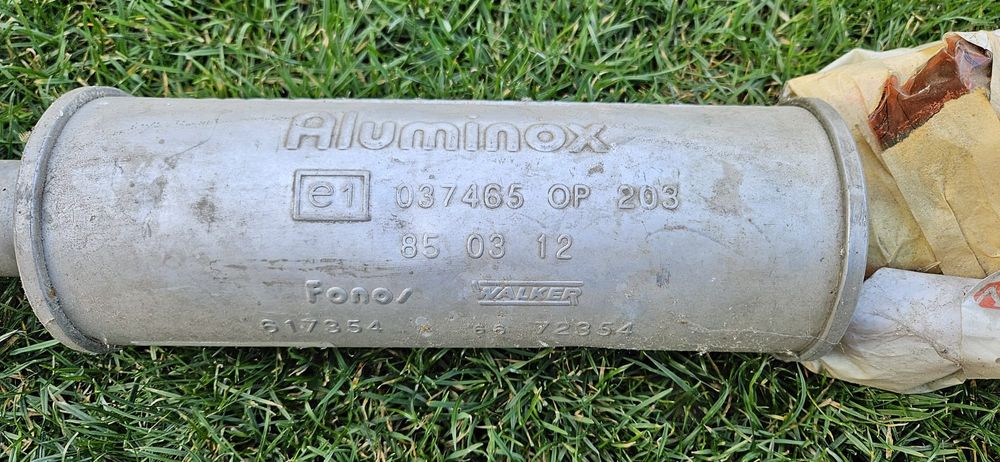 Aluminox
e1 037465 OP 203
85 03 12
Fonos WALKER
617354 66 72354